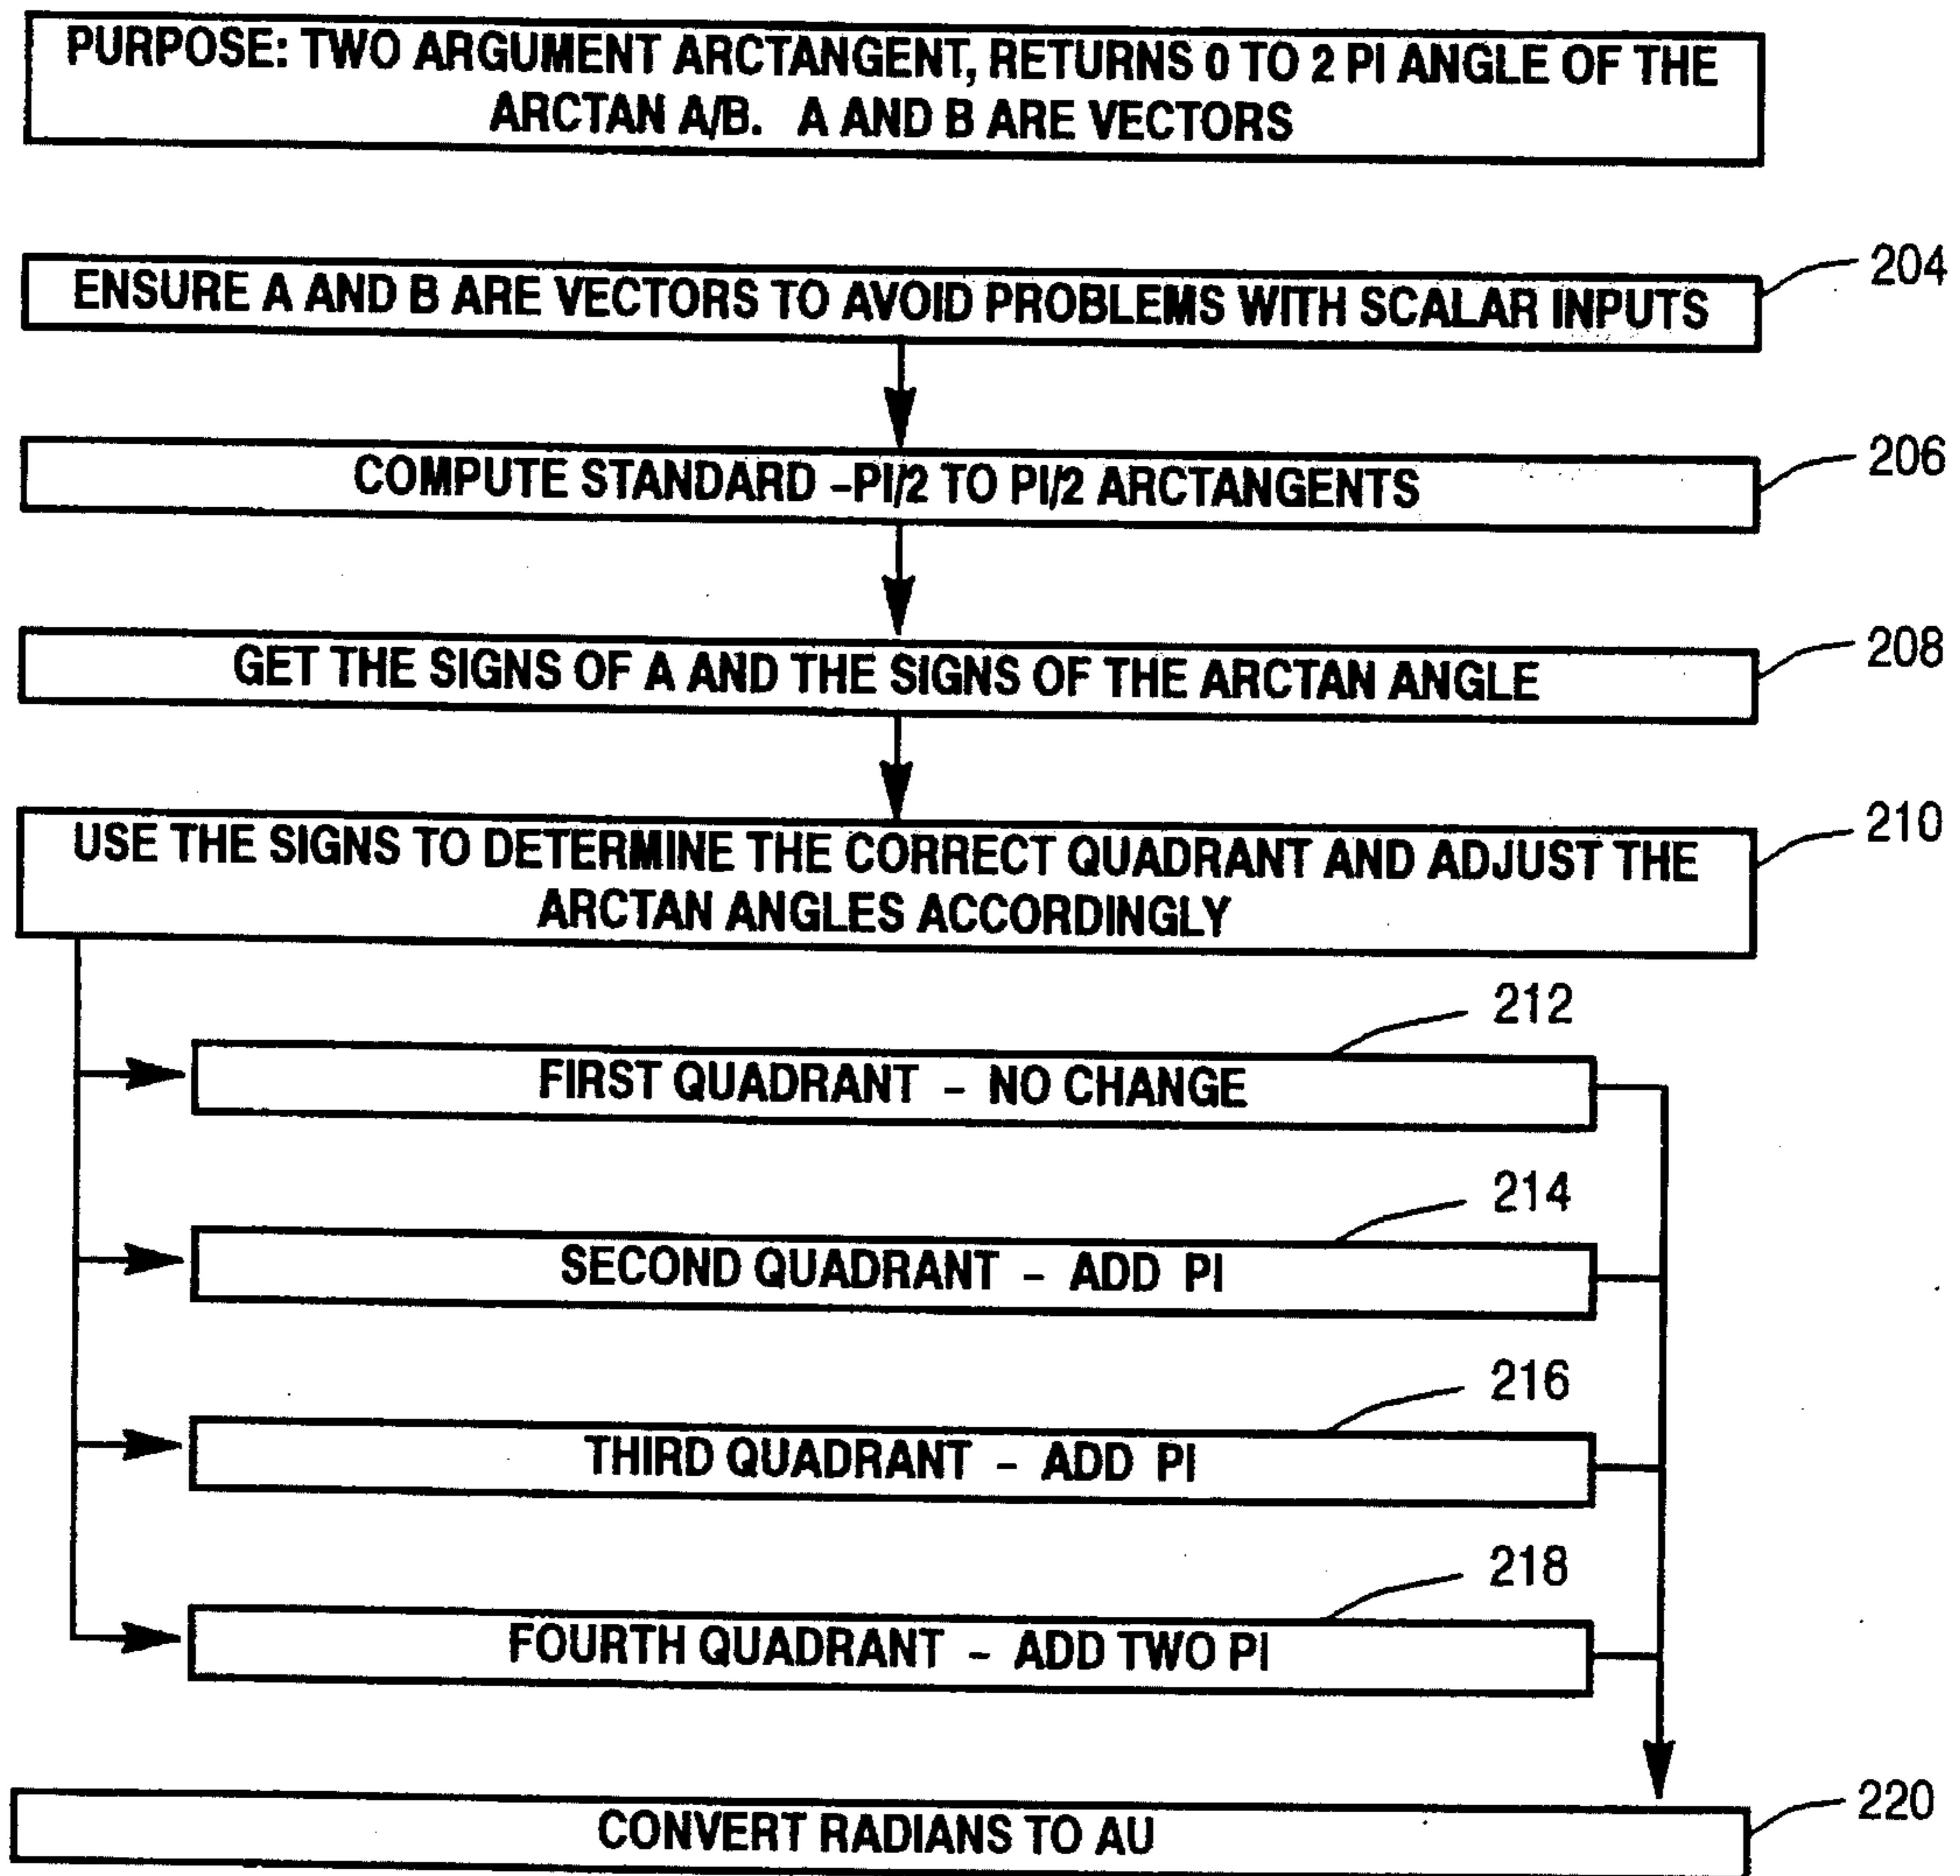 PURPOSE: TWO ARGUMENT ARCTANGENT, RETURNS 0 TO 2 PI ANGLE OF THE
ARCTAN A/B. A AND B ARE VECTORS
204
ENSURE A AND B ARE VECTORS TO AVOID PROBLEMS WITH SCALAR INPUTS
206
COMPUTE STANDARD -PI/2 TO PI/2 ARCTANGENTS
208
GET THE SIGNS OF A AND THE SIGNS OF THE ARCTAN ANGLE
210
USE THE SIGNS TO DETERMINE THE CORRECT QUADRANT AND ADJUST THE
ARCTAN ANGLES ACCORDINGLY
212
FIRST QUADRANT - NO CHANGE
214
SECOND QUADRANT - ADD PI
216
THIRD QUADRANT - ADD PI
218
FOURTH QUADRANT - ADD TWO PI
220
CONVERT RADIANS TO AU